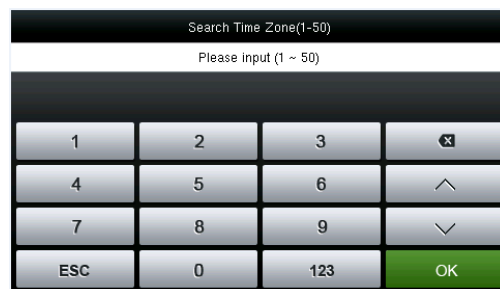 Search Time Zone(1-50)
Please input (1 ~ 50)
1 2 3
4 5 6
7 8 9
ESC 0 123 OK